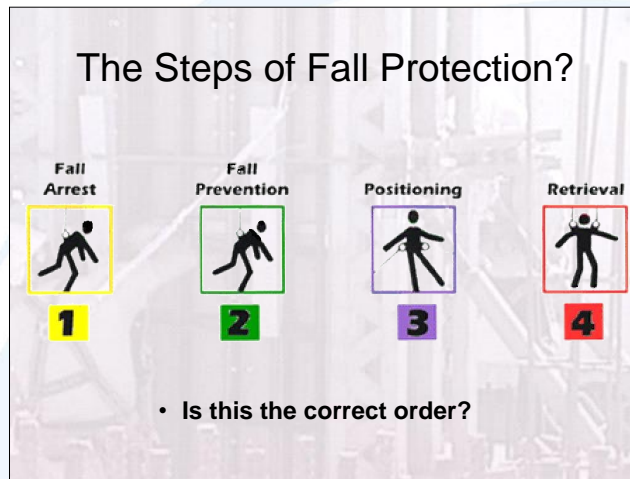 The Steps of Fall Protection?
Fall
Arrest
Fall
Prevention
Positioning
Retrieval
1
2
3
4
• Is this the correct order?